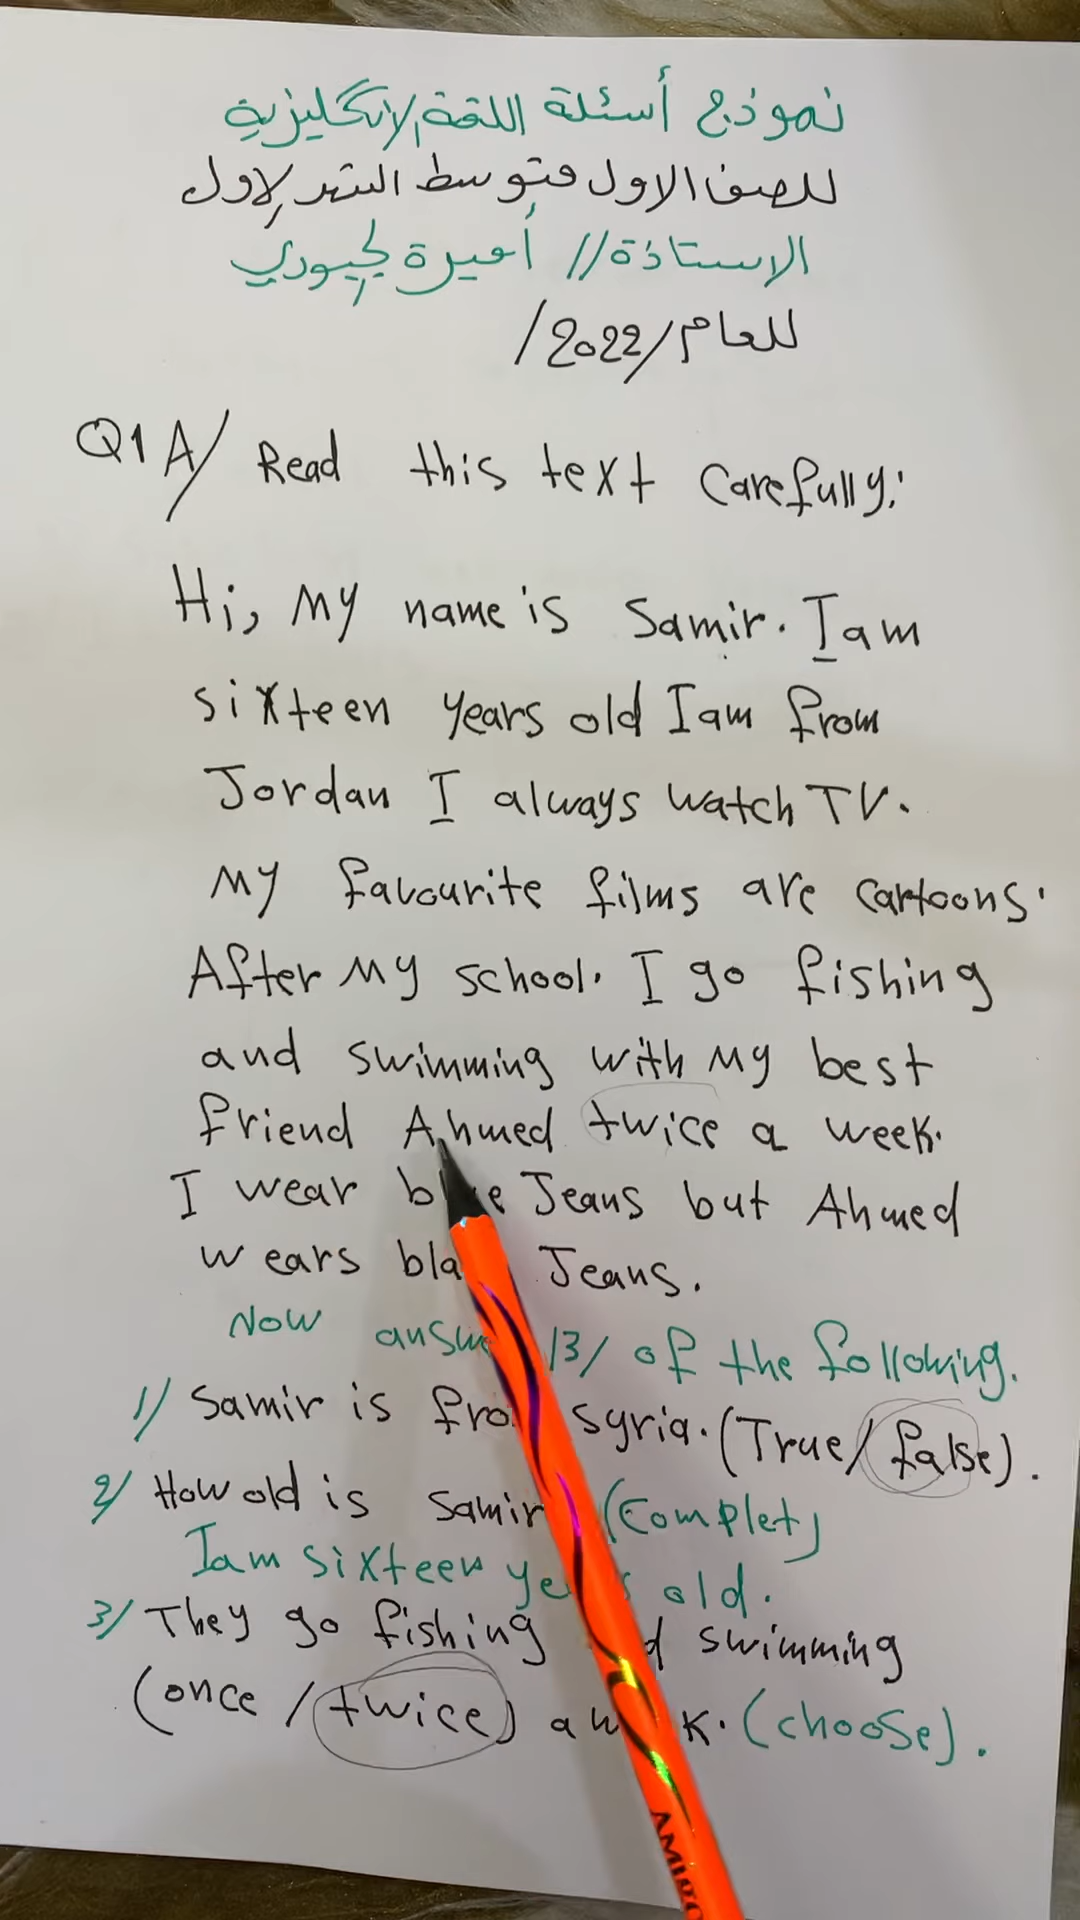 نموذج أسئلة اللغة الإنكليزية
للصف الاول متوسط الشهر الاول
الاستاذة // أميرة الجبوري
للعام /2022/
Q1 A/ Read this text Carefully:
Hi, My name is Samir. I am
sixteen years old I am from
Jordan I always watch TV.
My favourite films are cartoons.
After My school. I go fishing
and swimming with My best
friend Ahmed twice a week.
I wear b e Jeans but Ahmed
wears bla Jeans.
Now answ /3/ of the following.
1/ Samir is fro syria. (True/false).
2/ How old is Samir (Complet)
I am sixteen ye s old.
3/ They go fishing d swimming
(once / twice) a w k. (choose).
AMIGO